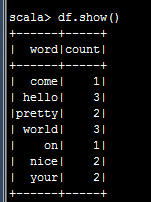 scala> df.show()
+------+-----+
|  word|count|
+------+-----+
|  come|    1|
| hello|    3|
|pretty|    2|
| world|    3|
|    on|    1|
|  nice|    2|
|  your|    2|
+------+-----+